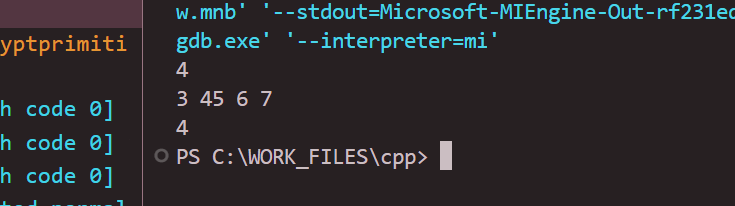 yptprimiti
h code 0]
h code 0]
h code 0]
w.mnb' '--stdout=Microsoft-MIEngine-Out-rf231ec
gdb.exe' '--interpreter=mi'
4
3 45 6 7
4
PS C:\WORK_FILES\cpp>